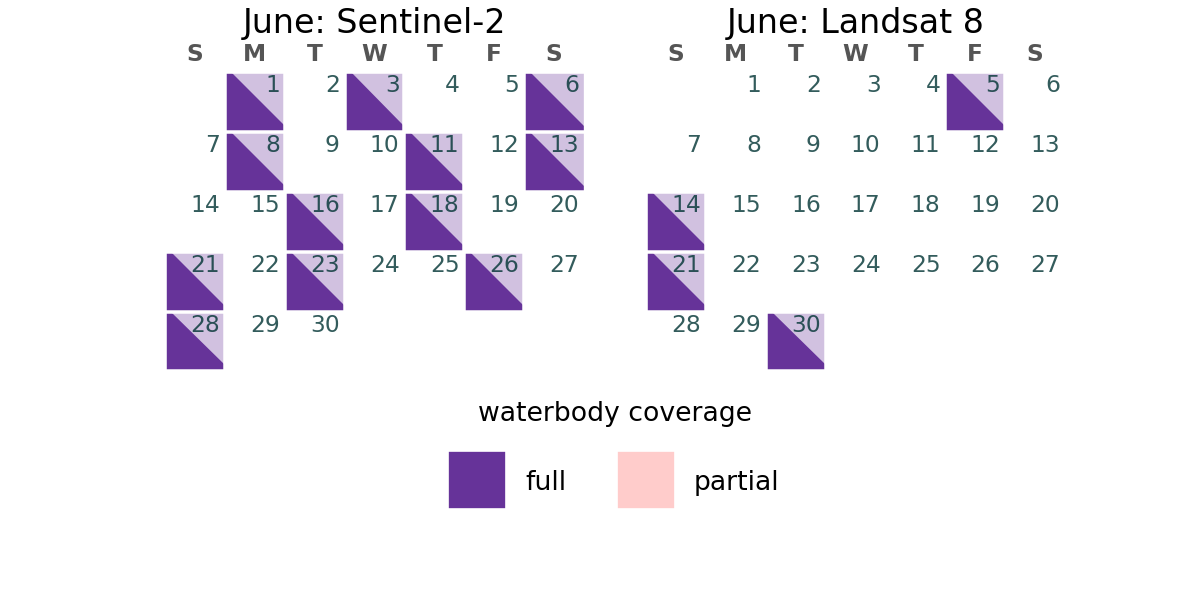 June: Sentinel-2
S M T W T F S
1 2 3 4 5 6
7 8 9 10 11 12 13
14 15 16 17 18 19 20
21 22 23 24 25 26 27
28 29 30
June: Landsat 8
S M T W T F S
1 2 3 4 5 6
7 8 9 10 11 12 13
14 15 16 17 18 19 20
21 22 23 24 25 26 27
28 29 30
waterbody coverage
full partial